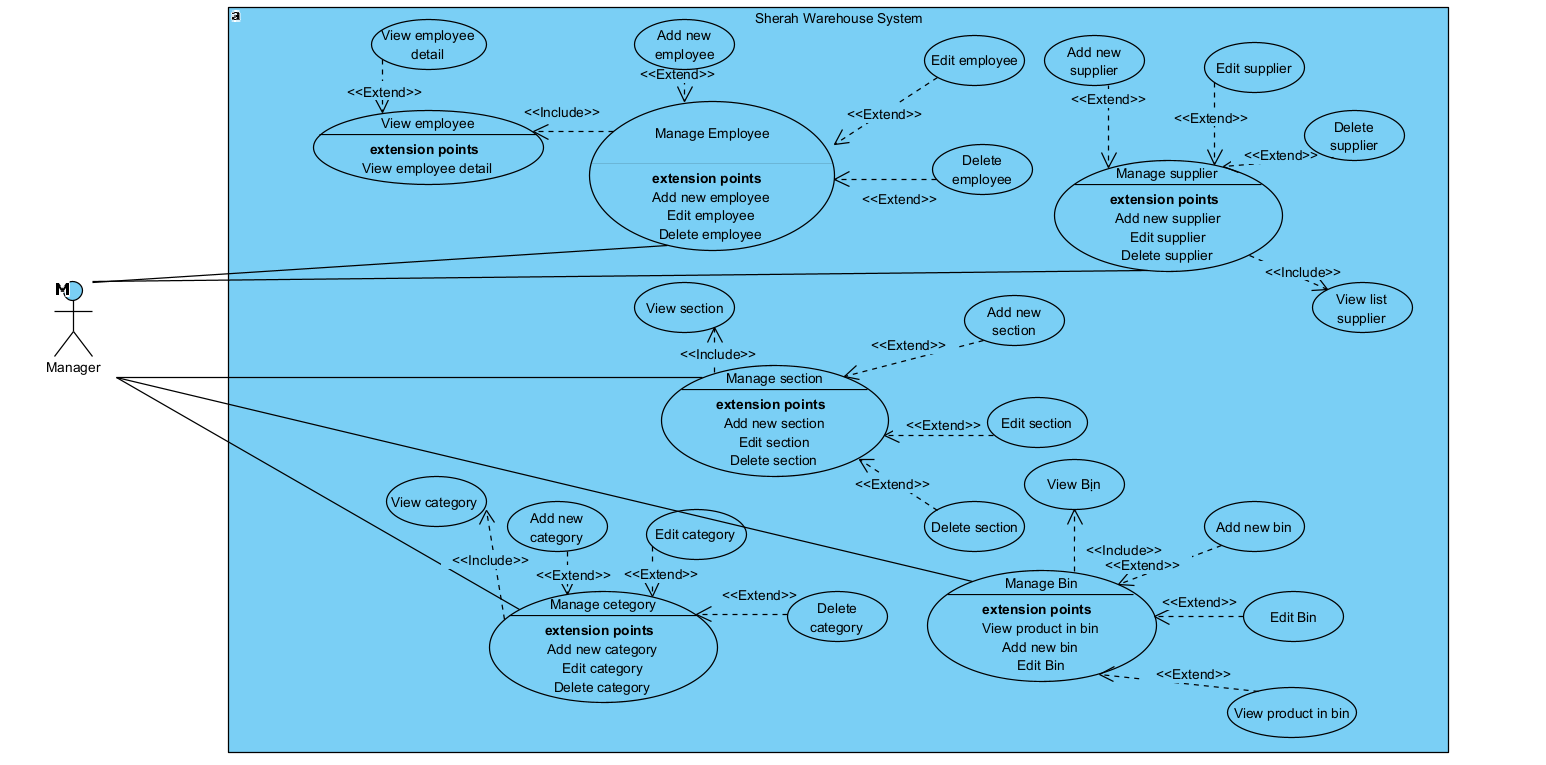 a
Sherah Warehouse System
View employee
detail
<<Extend>>
View employee
extension points
View employee detail
<<Include>>
Add new
employee
<<Extend>>
Manage Employee
extension points
Add new employee
Edit employee
Delete employee
Edit employee
<<Extend>>
Delete
employee
<<Extend>>
Add new
supplier
<<Extend>>
Edit supplier
<<Extend>>
Delete
supplier
<<Extend>>
Manage supplier
extension points
Add new supplier
Edit supplier
Delete supplier
<<Include>>
View list
supplier
M
Manager
View section
<<Include>>
Add new
section
<<Extend>>
Manage section
extension points
Add new section
Edit section
Delete section
<<Extend>>
Edit section
<<Extend>>
Delete section
View category
<<Include>>
Add new
category
<<Extend>>
Edit category
<<Extend>>
Manage cetegory
extension points
Add new category
Edit category
Delete category
<<Extend>>
Delete
category
View Bin
<<Include>>
Add new bin
<<Extend>>
Manage Bin
extension points
View product in bin
Add new bin
Edit Bin
<<Extend>>
Edit Bin
<<Extend>>
View product in bin